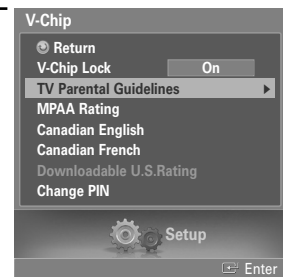 V-Chip
Return
V-Chip Lock On
TV Parental Guidelines
MPAA Rating
Canadian English
Canadian French
Downloadable U.S.Rating
Change PIN
Setup
Enter